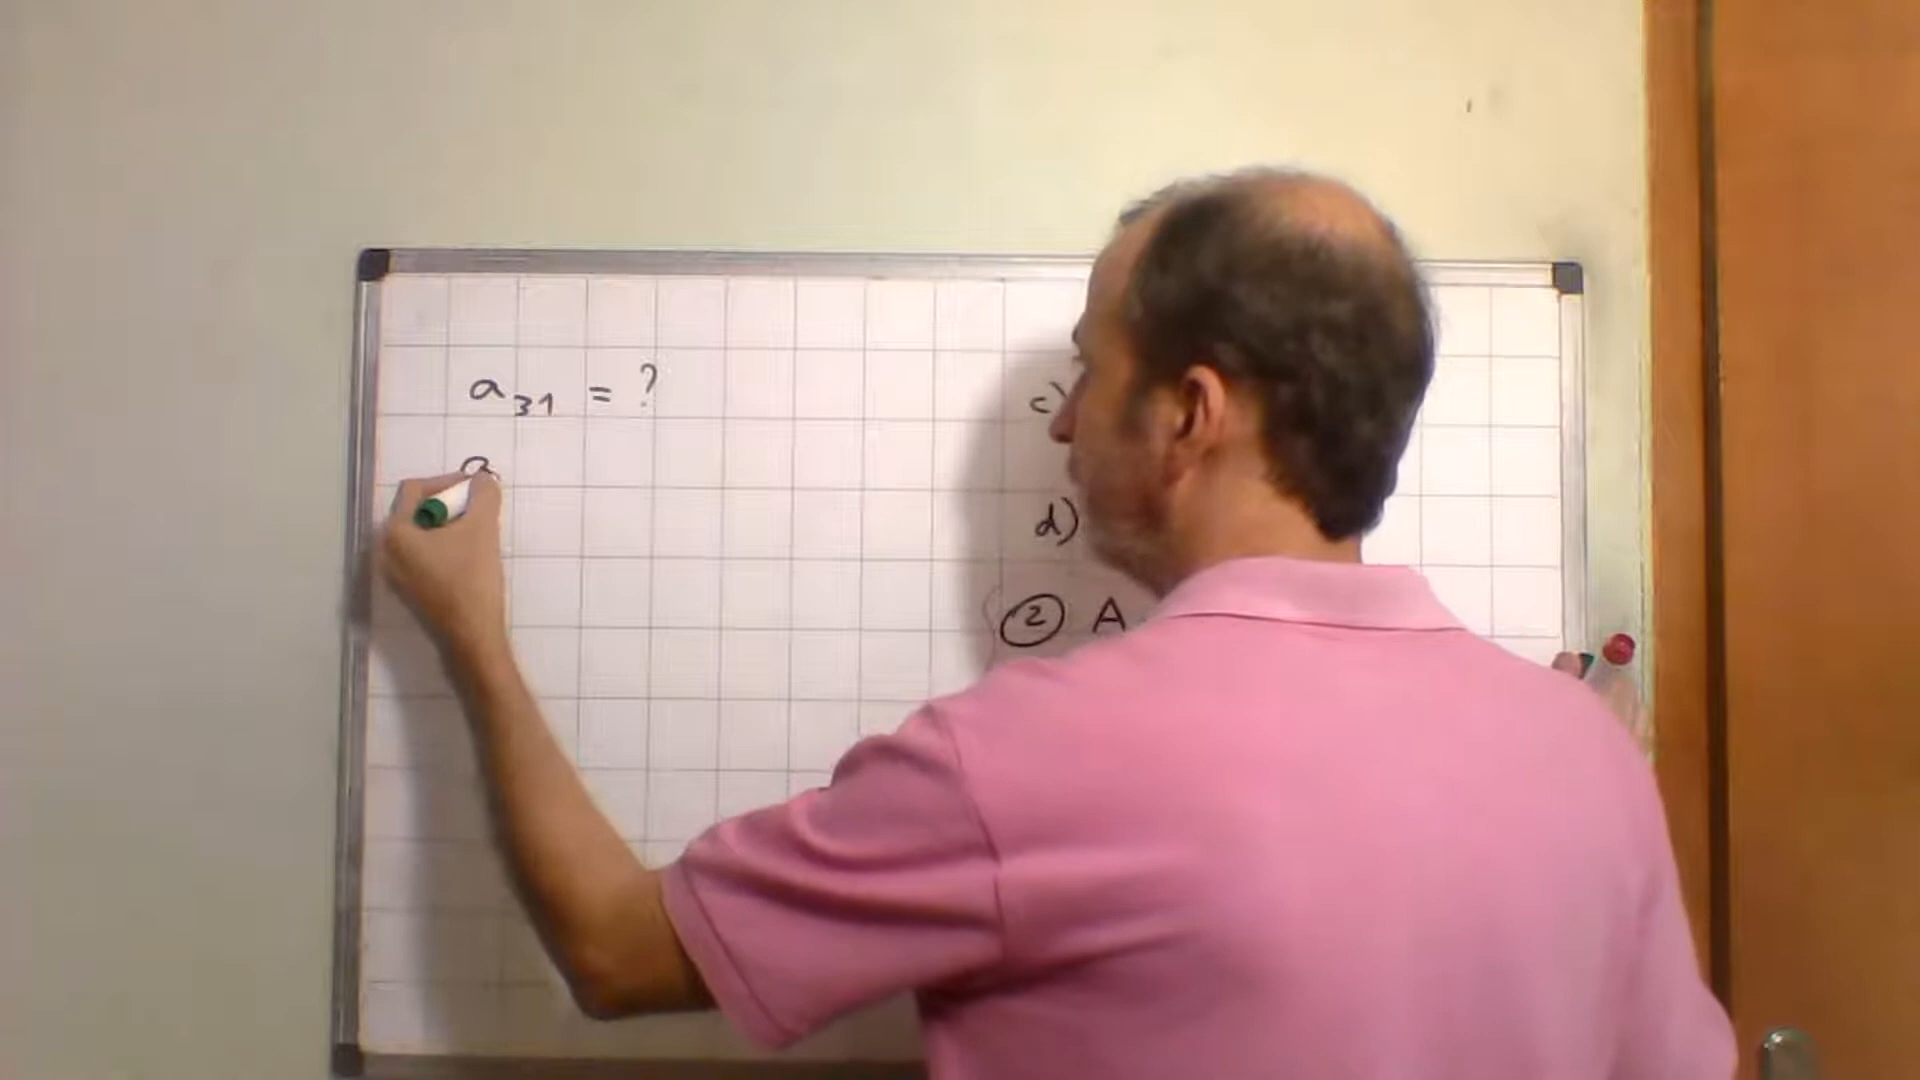 a₃₁ = ?
a
c)
d)
② A